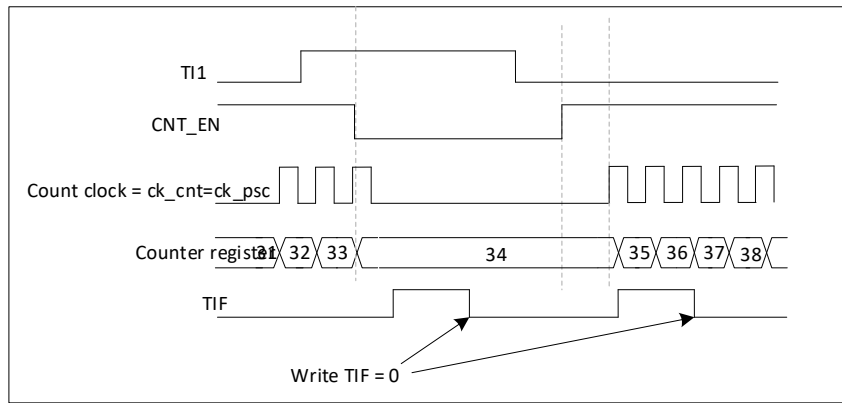 TI1
CNT_EN
Count clock = ck_cnt=ck_psc
Counter register 31 32 33 34 35 36 37 38
TIF
Write TIF = 0